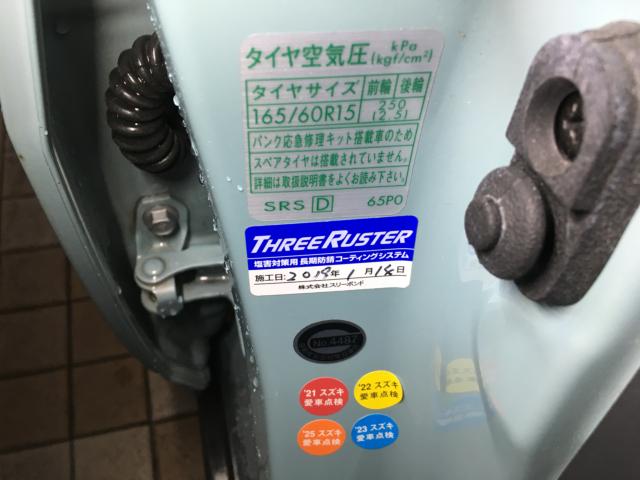 タイヤ空気圧 kPa (kgf/cm²)
タイヤサイズ 前輪 後輪
165/60R15 250 (2.5)
パンク応急修理キット搭載車のため
スペアタイヤは搭載されていません。
詳細は取扱説明書をよくお読み下さい。
SRS D 65P0
THREE RUSTER
塩害対策用 長期防錆コーティングシステム
施工日: 2018年 1月 18日
株式会社スリーボンド
No.4487
'21 スズキ
愛車点検
'22 スズキ
愛車点検
'25 スズキ
愛車点検
'23 スズキ
愛車点検